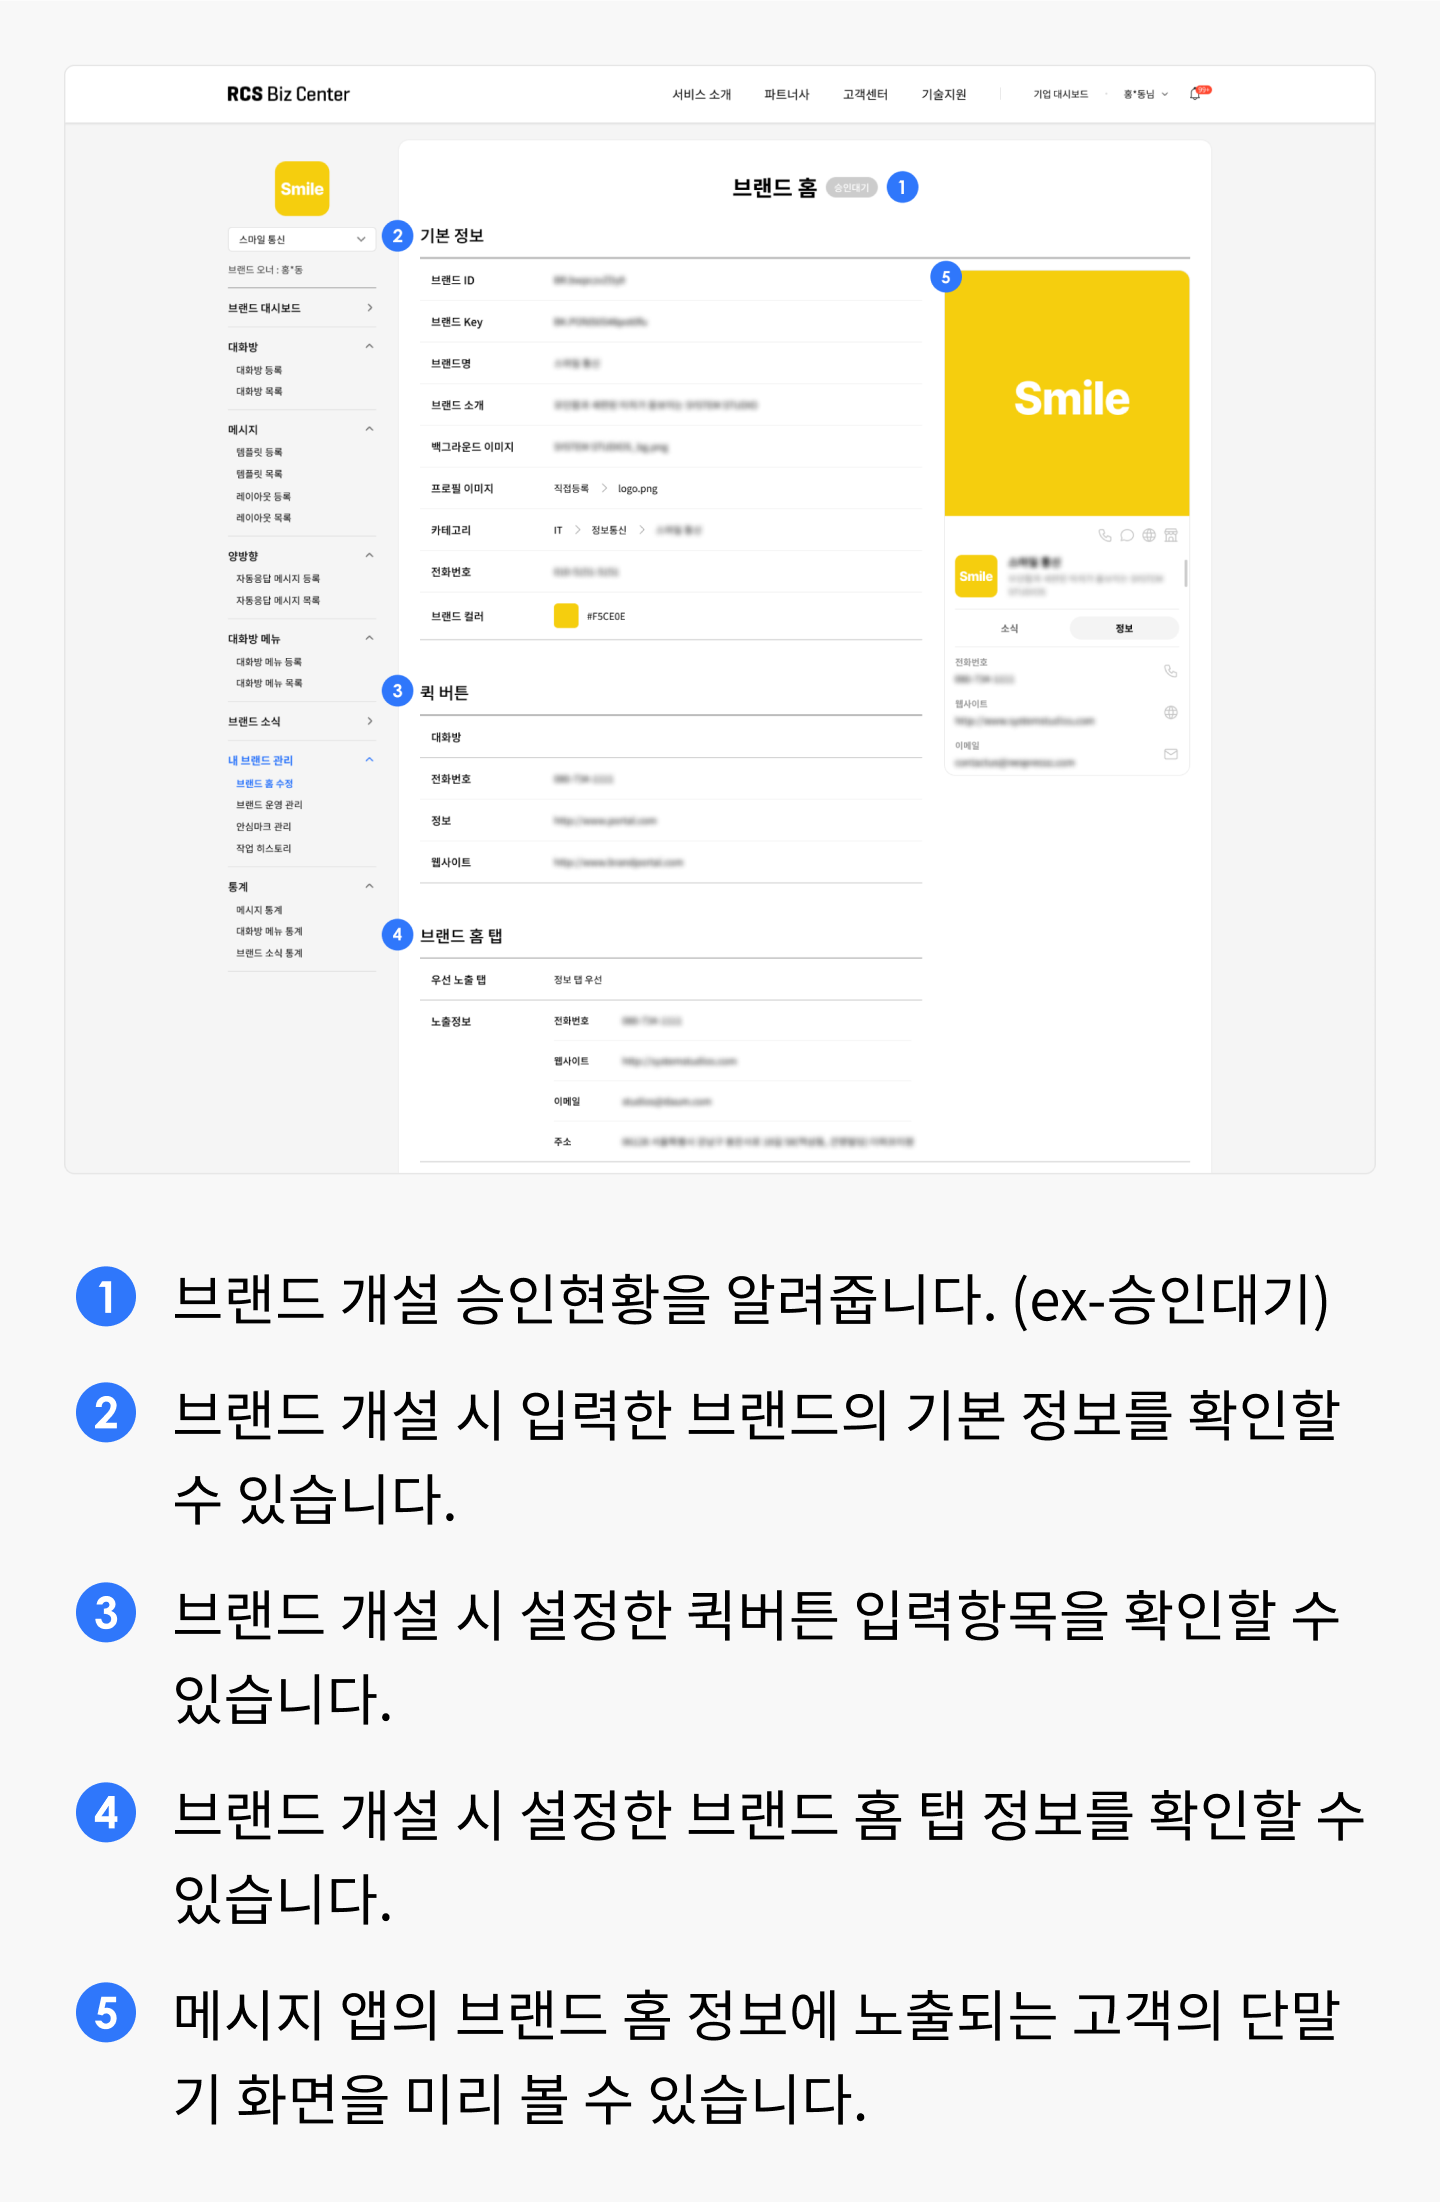 RCS Biz Center
서비스 소개 파트너사 고객센터 기술지원 기업 대시보드 홍*동님 99+
Smile
스마일 통신
브랜드 오너 : 홍*동
브랜드 대시보드
대화방
대화방 등록
대화방 목록
메시지
템플릿 등록
템플릿 목록
레이아웃 등록
레이아웃 목록
양방향
자동응답 메시지 등록
자동응답 메시지 목록
대화방 메뉴
대화방 메뉴 등록
대화방 메뉴 목록
브랜드 소식
내 브랜드 관리
브랜드 홈 수정
브랜드 운영 관리
안심마크 관리
작업 히스토리
통계
메시지 통계
대화방 메뉴 통계
브랜드 소식 통계
브랜드 홈 승인대기 1
2 기본 정보
브랜드 ID
브랜드 Key
브랜드명
브랜드 소개
백그라운드 이미지
프로필 이미지 직접등록 > logo.png
카테고리 IT > 정보통신 >
전화번호
브랜드 컬러 #F5CE0E
3 퀵 버튼
대화방
전화번호
정보
웹사이트
4 브랜드 홈 탭
우선 노출 탭 정보 탭 우선
노출정보 전화번호
웹사이트
이메일
주소
5
Smile
Smile
소식 정보
전화번호
웹사이트
이메일
1 브랜드 개설 승인현황을 알려줍니다. (ex-승인대기)
2 브랜드 개설 시 입력한 브랜드의 기본 정보를 확인할
수 있습니다.
3 브랜드 개설 시 설정한 퀵버튼 입력항목을 확인할 수
있습니다.
4 브랜드 개설 시 설정한 브랜드 홈 탭 정보를 확인할 수
있습니다.
5 메시지 앱의 브랜드 홈 정보에 노출되는 고객의 단말
기 화면을 미리 볼 수 있습니다.